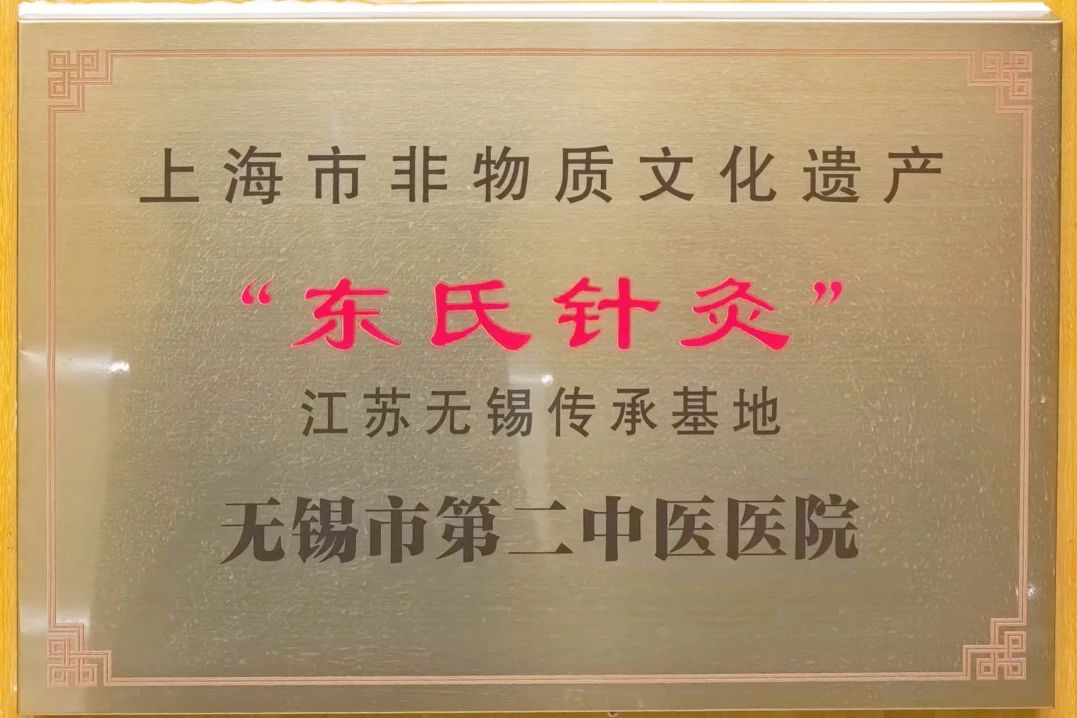 上海市非物质文化遗产
“东氏针灸”
江苏无锡传承基地
无锡市第二中医医院